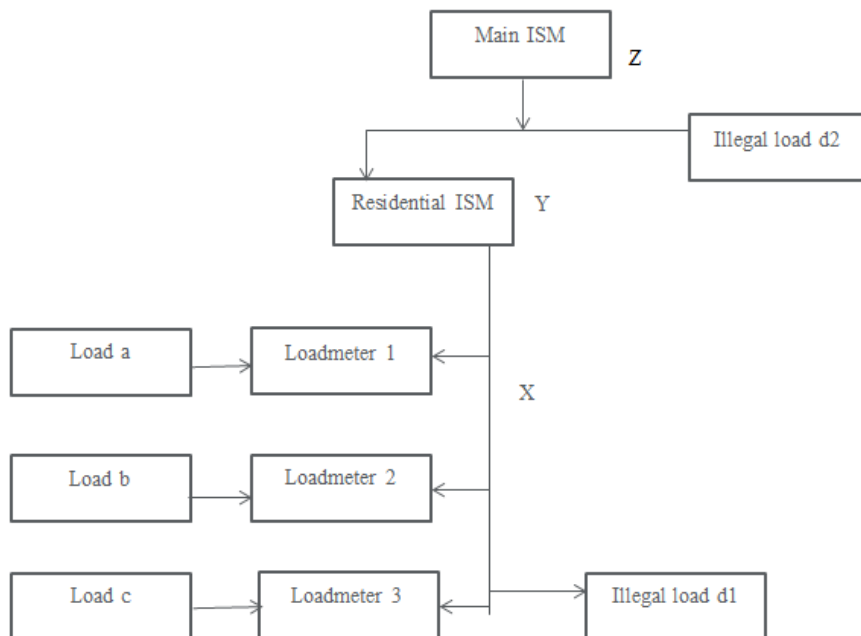 Main ISM
Z
Illegal load d2
Residential ISM
Y
Load a
Loadmeter 1
X
Load b
Loadmeter 2
Load c
Loadmeter 3
Illegal load d1